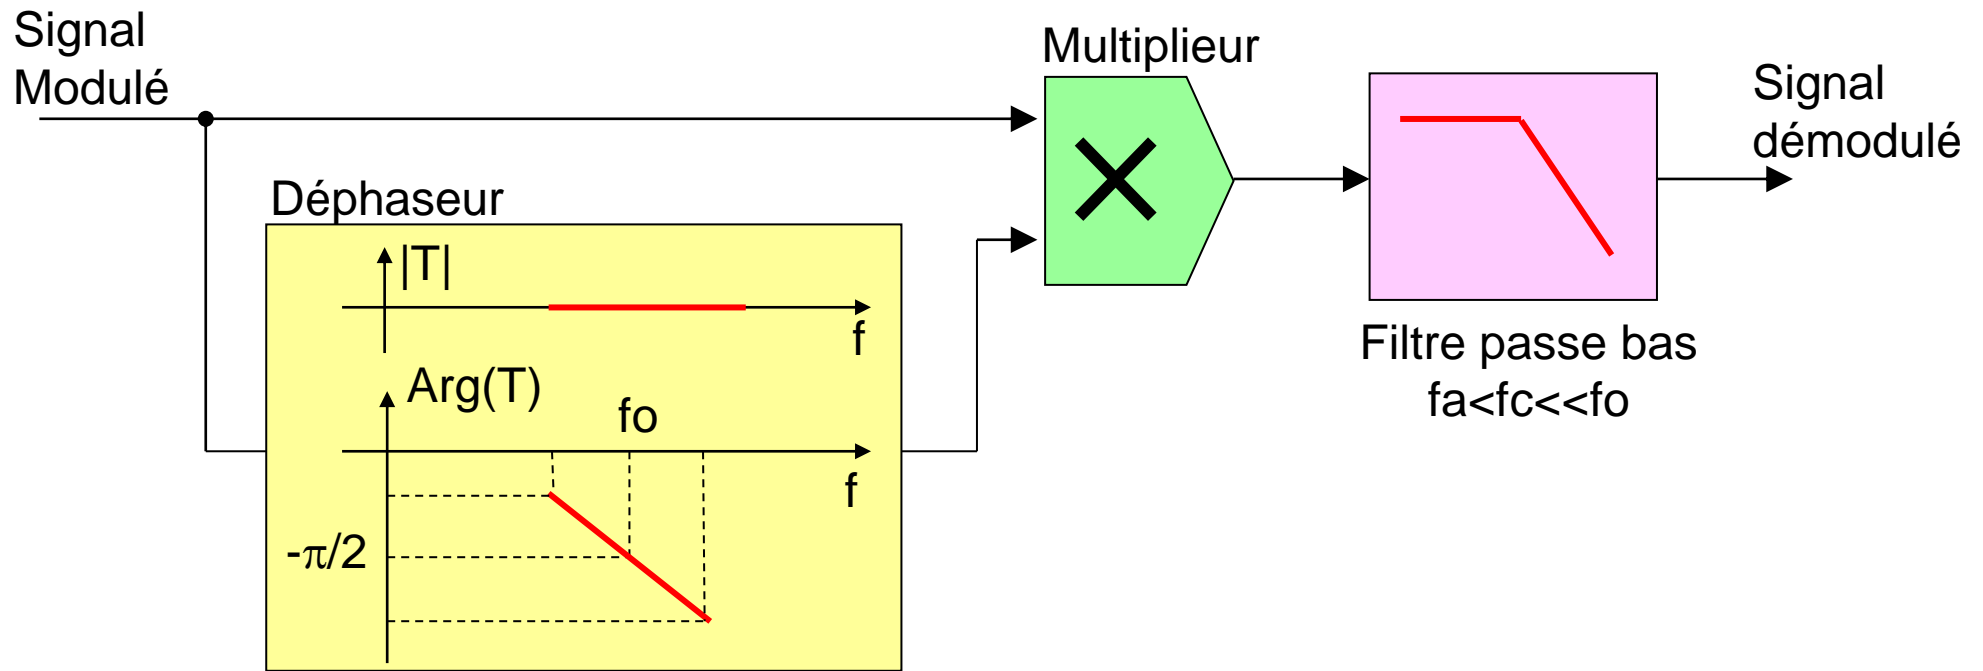 Signal
Modulé
Multiplieur
Signal
démodulé
Déphaseur
|T|
f
Arg(T)
fo
f
-π/2
Filtre passe bas
fa<fc<<fo